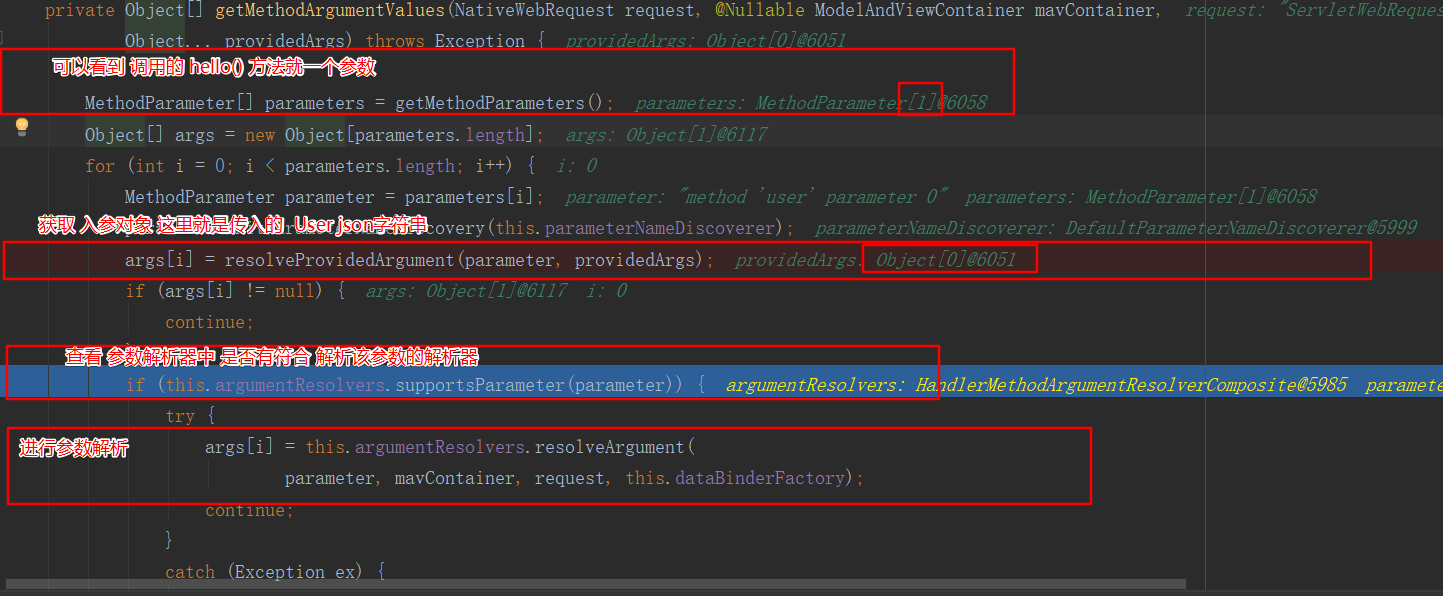 private Object[] getMethodArgumentValues(NativeWebRequest request, @Nullable ModelAndViewContainer mavContainer, request: "ServletWebReques
Object... providedArgs) throws Exception { providedArgs: Object[0]@6051
可以看到 调用的 hello() 方法就一个参数
MethodParameter[] parameters = getMethodParameters(); parameters: MethodParameter[1]@6058
Object[] args = new Object[parameters.length]; args: Object[1]@6117
for (int i = 0; i < parameters.length; i++) { i: 0
MethodParameter parameter = parameters[i]; parameter: "method 'user' parameter 0" parameters: MethodParameter[1]@6058
获取 入参对象 这里就是传入的 User json字符串
overy(this.parameterNameDiscoverer); parameterNameDiscoverer: DefaultParameterNameDiscoverer@5999
args[i] = resolveProvidedArgument(parameter, providedArgs); providedArgs: Object[0]@6051
if (args[i] != null) { args: Object[1]@6117 i: 0
continue;
查看 参数解析器中 是否有符合 解析该参数的解析器
if (this.argumentResolvers.supportsParameter(parameter)) { argumentResolvers: HandlerMethodArgumentResolverComposite@5985 paramete
try {
进行参数解析
args[i] = this.argumentResolvers.resolveArgument(
parameter, mavContainer, request, this.dataBinderFactory);
continue;
}
catch (Exception ex) {